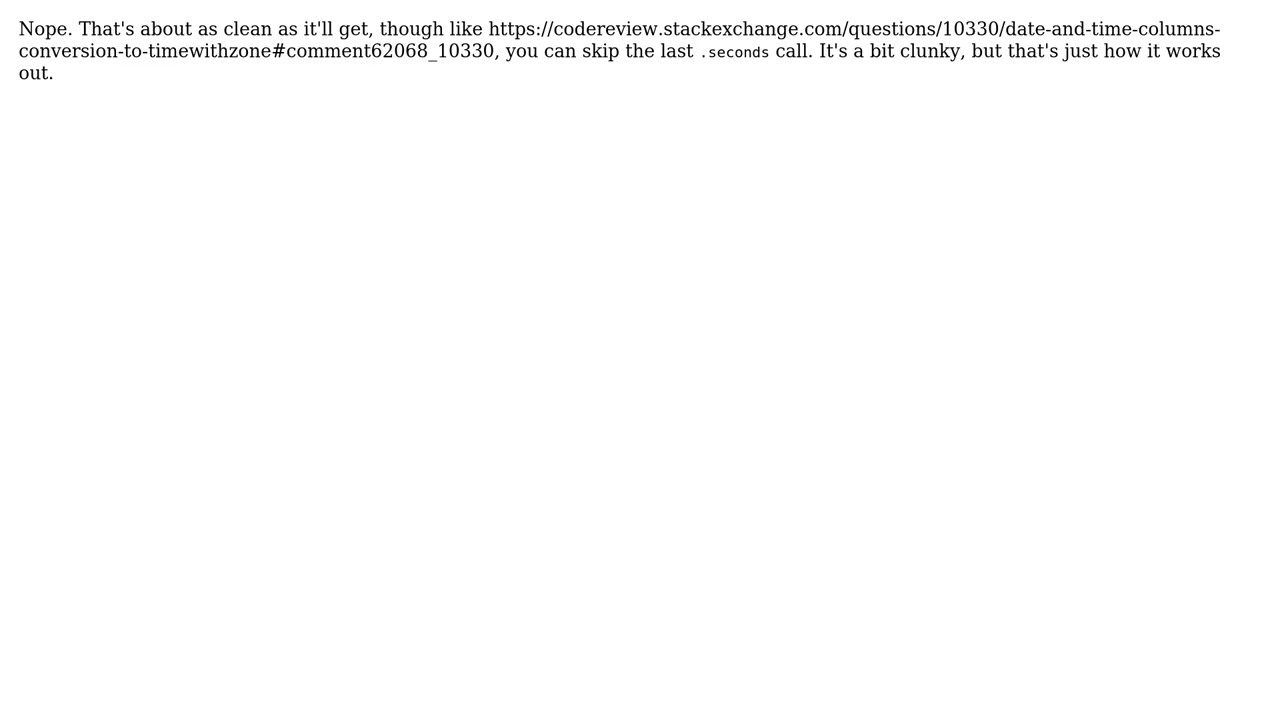 Nope. That's about as clean as it'll get, though like https://codereview.stackexchange.com/questions/10330/date-and-time-columns-
conversion-to-timewithzone#comment62068_10330, you can skip the last .seconds call. It's a bit clunky, but that's just how it works
out.